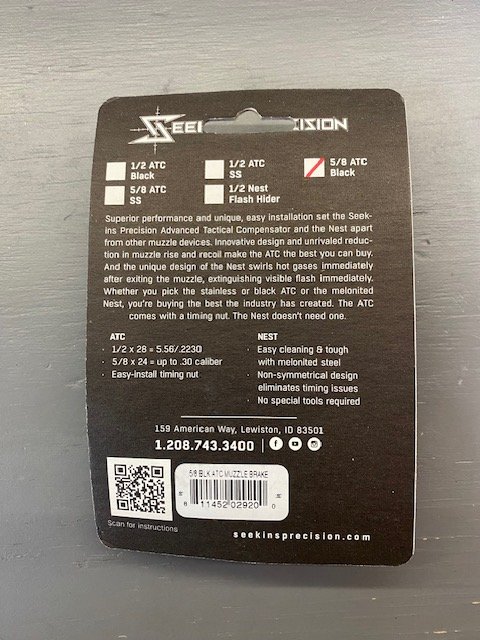 SEEKINS PRECISION
1/2 ATC
Black
1/2 ATC
SS
5/8 ATC
Black
5/8 ATC
SS
1/2 Nest
Flash Hider
Superior performance and unique, easy installation set the Seek-
ins Precision Advanced Tactical Compensator and the Nest apart
from other muzzle devices. Innovative design and unrivaled reduc-
tion in muzzle rise and recoil make the ATC the best you can buy.
And the unique design of the Nest swirls hot gases immediately
after exiting the muzzle, extinguishing visible flash immediately.
Whether you pick the stainless or black ATC or the melonited
Nest, you're buying the best the industry has created. The ATC
comes with a timing nut. The Nest doesn't need one.
ATC
· 1/2 x 28 = 5.56/.2230
· 5/8 x 24 = up to .30 caliber
· Easy-install timing nut
NEST
· Easy cleaning & tough
with melonited steel
· Non-symmetrical design
eliminates timing issues
· No special tools required
159 American Way, Lewiston, ID 83501
1.208.743.3400
5/8 BLK ATC MUZZLE BRAKE
8 11452 02920 0
Scan for instructions
seekinsprecision.com